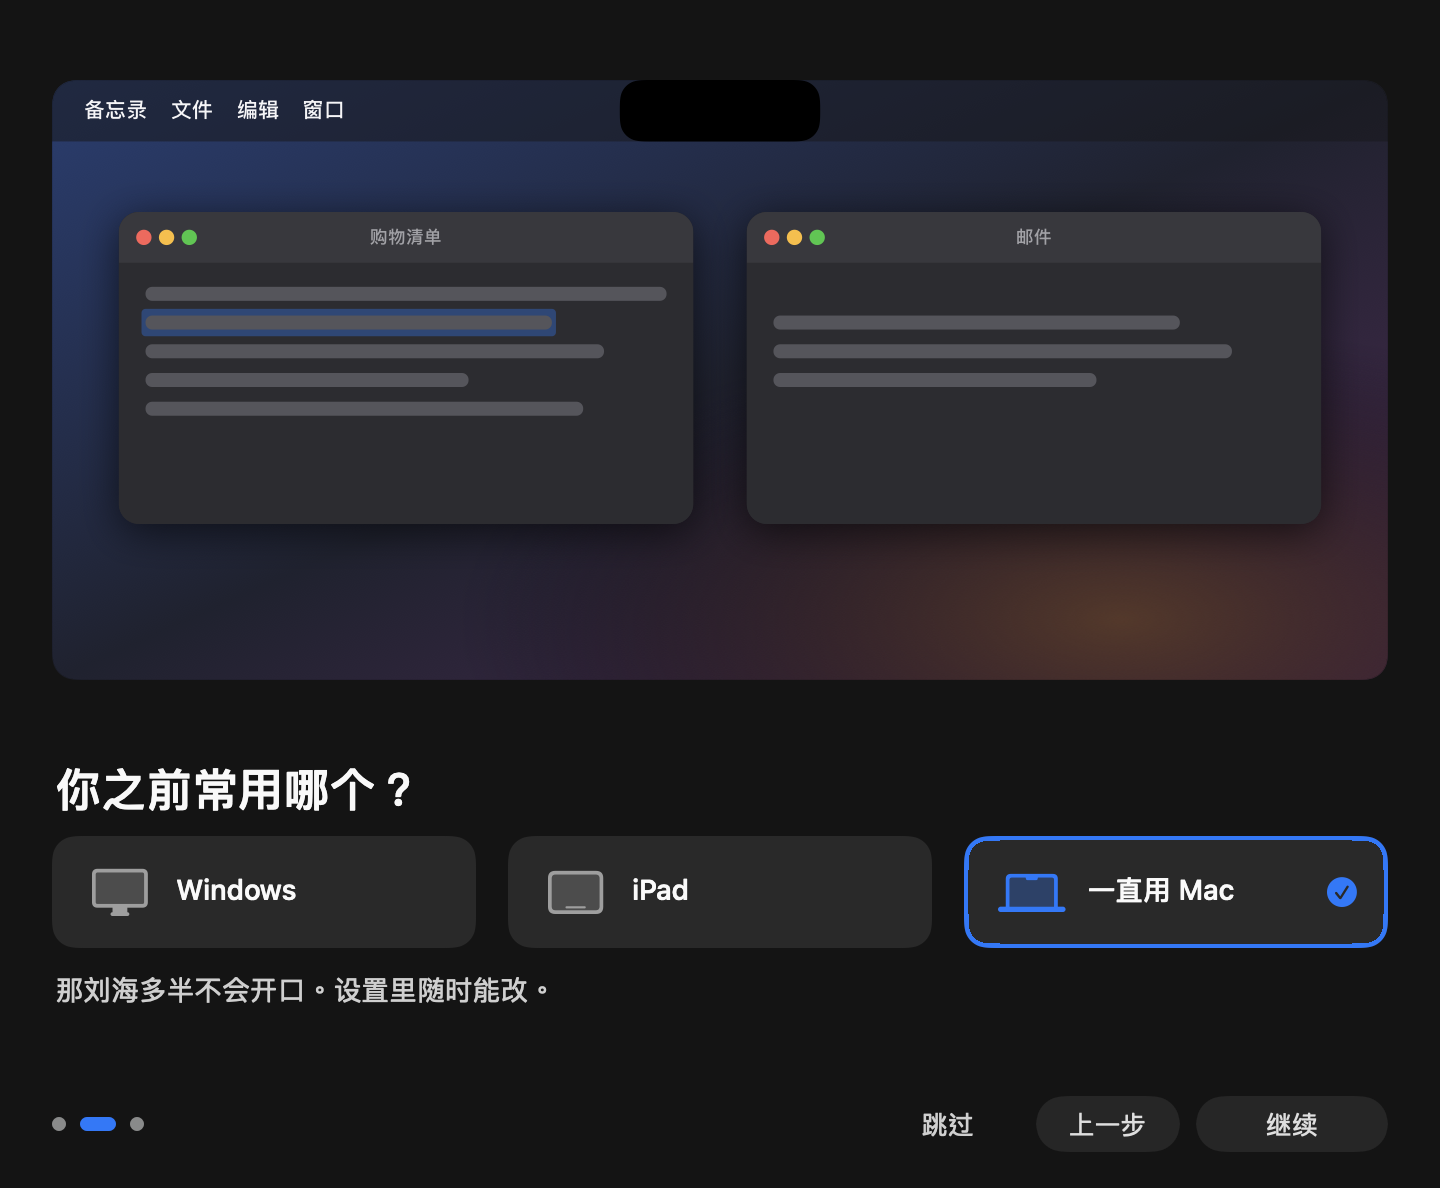 备忘录 文件 编辑 窗口
购物清单
邮件
你之前常用哪个？
Windows
iPad
一直用 Mac
那刘海多半不会开口。设置里随时能改。
跳过
上一步
继续